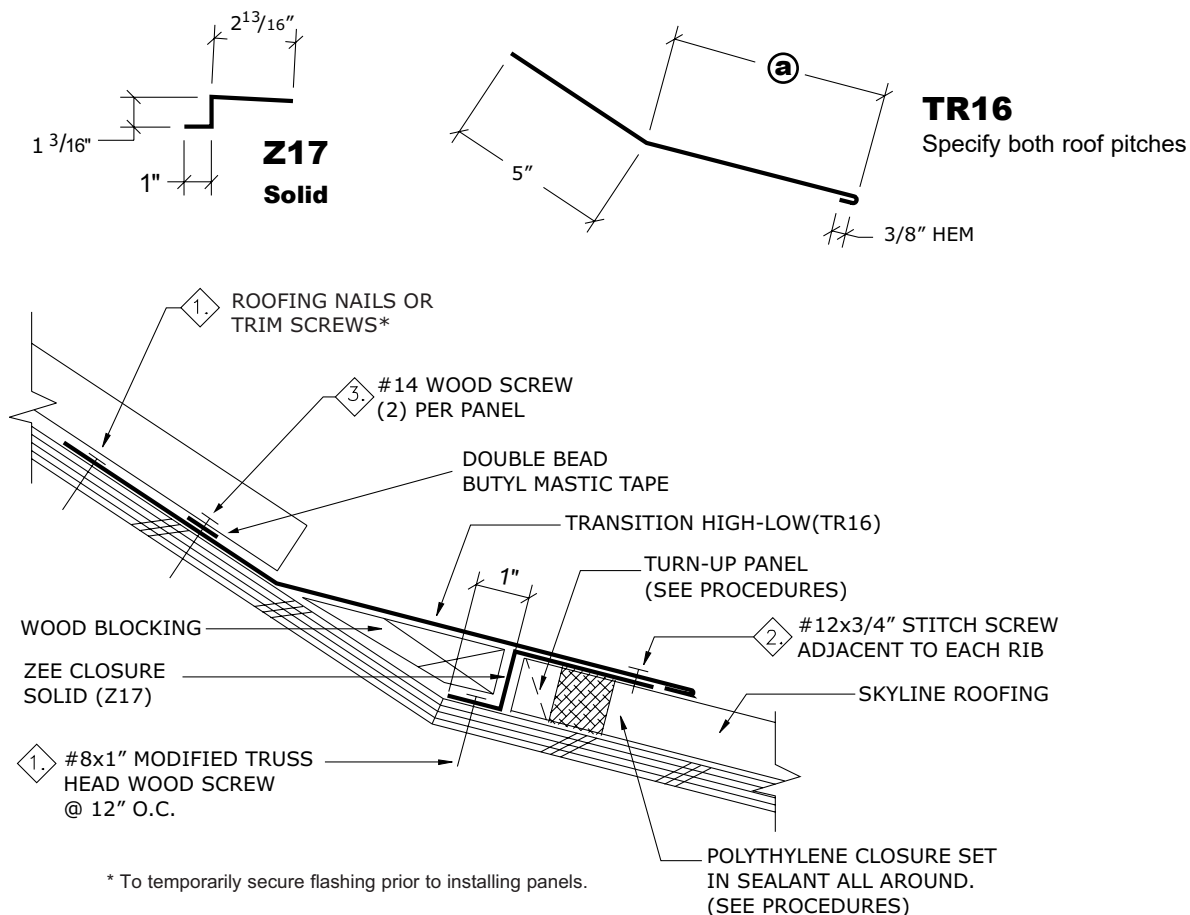 2 13/16"
1 3/16"
1"
Z17
Solid
a
5"
TR16
Specify both roof pitches
3/8" HEM
1.
ROOFING NAILS OR
TRIM SCREWS*
3.
#14 WOOD SCREW
(2) PER PANEL
DOUBLE BEAD
BUTYL MASTIC TAPE
TRANSITION HIGH-LOW(TR16)
1"
TURN-UP PANEL
(SEE PROCEDURES)
2.
#12x3/4" STITCH SCREW
ADJACENT TO EACH RIB
WOOD BLOCKING
ZEE CLOSURE
SOLID (Z17)
SKYLINE ROOFING
1.
#8x1" MODIFIED TRUSS
HEAD WOOD SCREW
@ 12" O.C.
POLYTHYLENE CLOSURE SET
IN SEALANT ALL AROUND.
(SEE PROCEDURES)
* To temporarily secure flashing prior to installing panels.